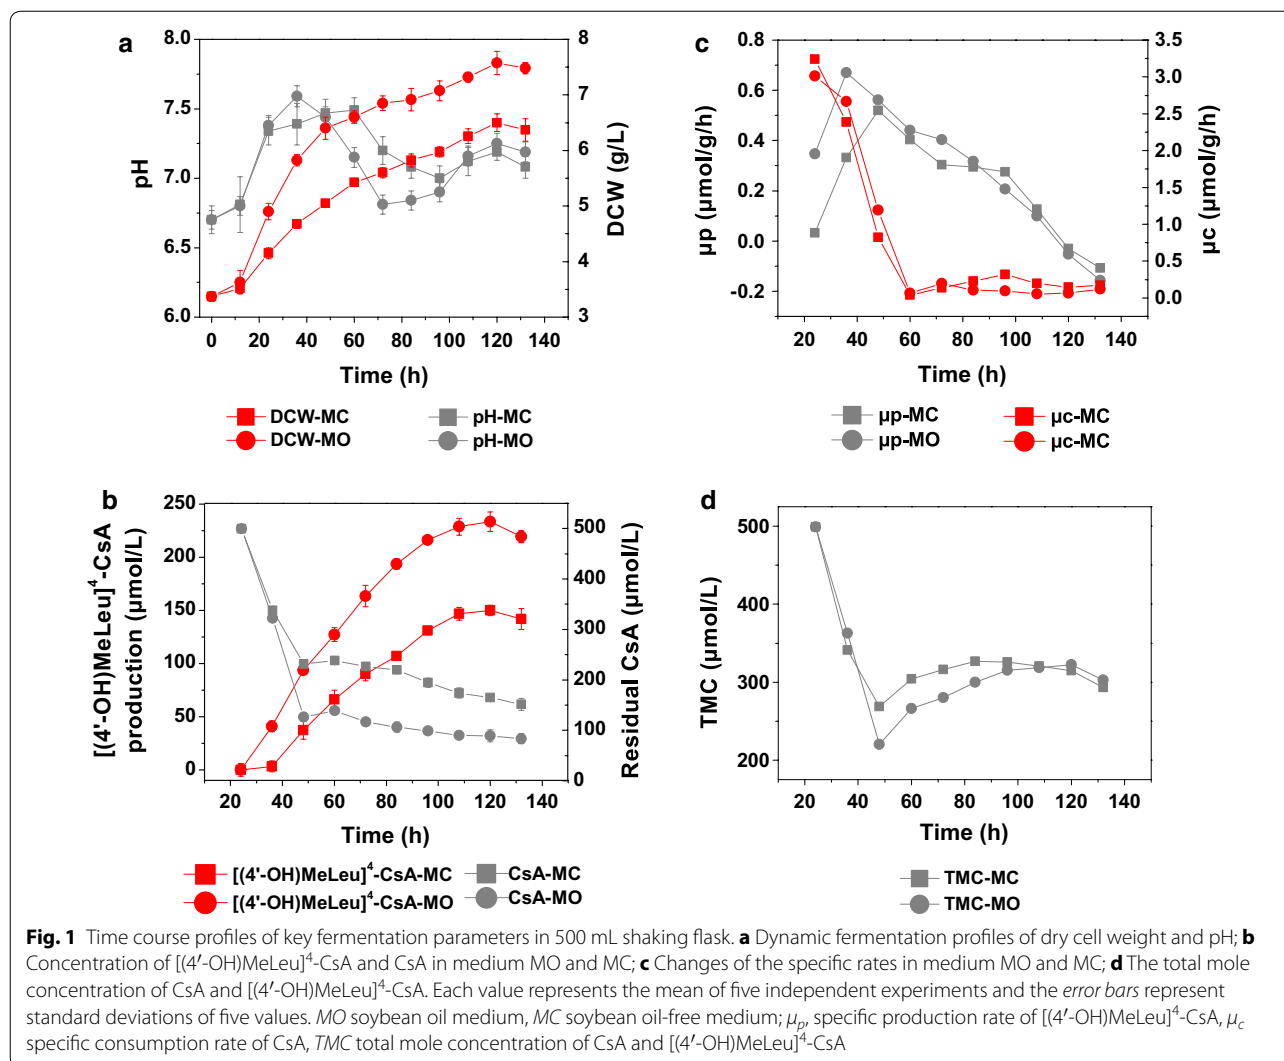 a
8.0
7.5
7.0
6.5
6.0
pH
8
7
6
5
4
3
DCW (g/L)
0 20 40 60 80 100 120 140
Time (h)
DCW-MC pH-MC
DCW-MO pH-MO
c
0.8
0.6
0.4
0.2
0.0
-0.2
μp (μmol/g/h)
3.5
3.0
2.5
2.0
1.5
1.0
0.5
0.0
μc (μmol/g/h)
20 40 60 80 100 120 140
Time (h)
μp-MC μc-MC
μp-MO μc-MC
b
250
200
150
100
50
0
[(4'-OH)MeLeu]⁴-CsA
production (μmol/L)
500
400
300
200
100
0
Residual CsA (μmol/L)
20 40 60 80 100 120 140
Time (h)
[(4'-OH)MeLeu]⁴-CsA-MC CsA-MC
[(4'-OH)MeLeu]⁴-CsA-MO CsA-MO
d
500
400
300
200
TMC (μmol/L)
20 40 60 80 100 120 140
Time (h)
TMC-MC
TMC-MO
Fig. 1 Time course profiles of key fermentation parameters in 500 mL shaking flask. a Dynamic fermentation profiles of dry cell weight and pH; b
Concentration of [(4′-OH)MeLeu]⁴-CsA and CsA in medium MO and MC; c Changes of the specific rates in medium MO and MC; d The total mole
concentration of CsA and [(4′-OH)MeLeu]⁴-CsA. Each value represents the mean of five independent experiments and the error bars represent
standard deviations of five values. MO soybean oil medium, MC soybean oil-free medium; μp, specific production rate of [(4′-OH)MeLeu]⁴-CsA, μc
specific consumption rate of CsA, TMC total mole concentration of CsA and [(4′-OH)MeLeu]⁴-CsA